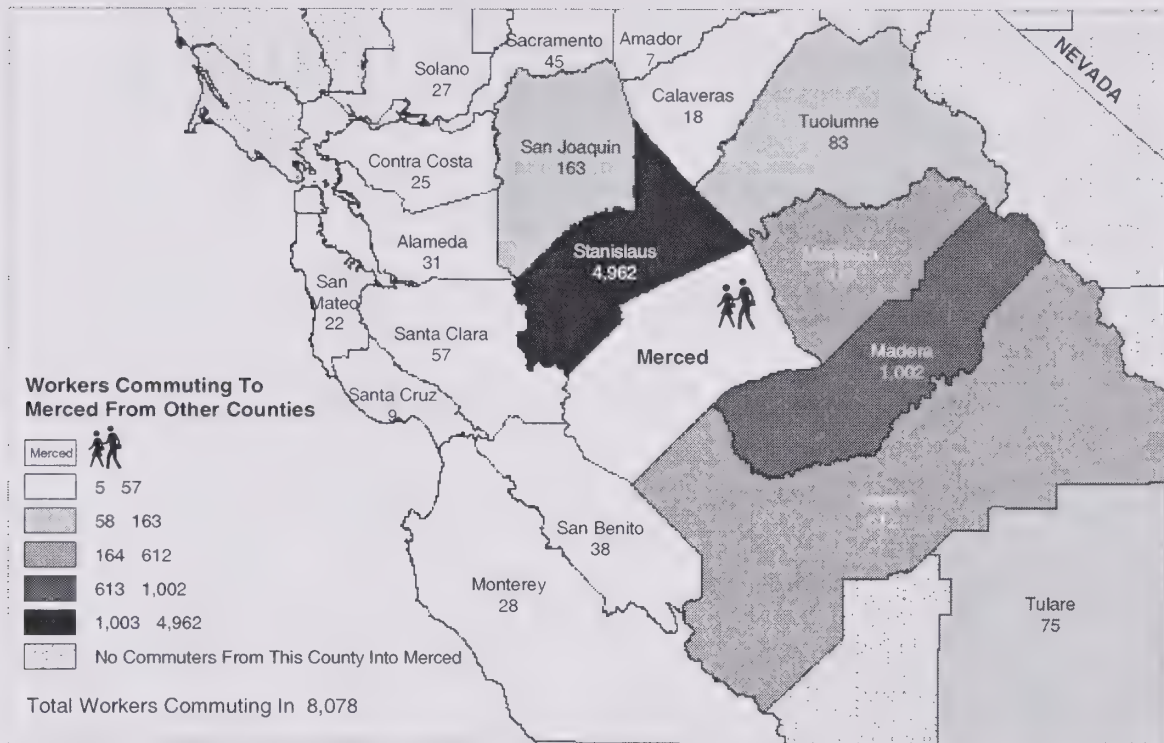 Sacramento
45
Amador
7
Solano
27
NEVADA
Calaveras
18
Tuolumne
83
San Joaquin
163
Contra Costa
25
Alameda
31
Stanislaus
4,962
San
Mateo
22
Santa Clara
57
Merced
Madera
1,002
Santa Cruz
9
San Benito
38
Monterey
28
Tulare
75
Workers Commuting To
Merced From Other Counties
Merced
5 57
58 163
164 612
613 1,002
1,003 4,962
No Commuters From This County Into Merced
Total Workers Commuting In 8,078